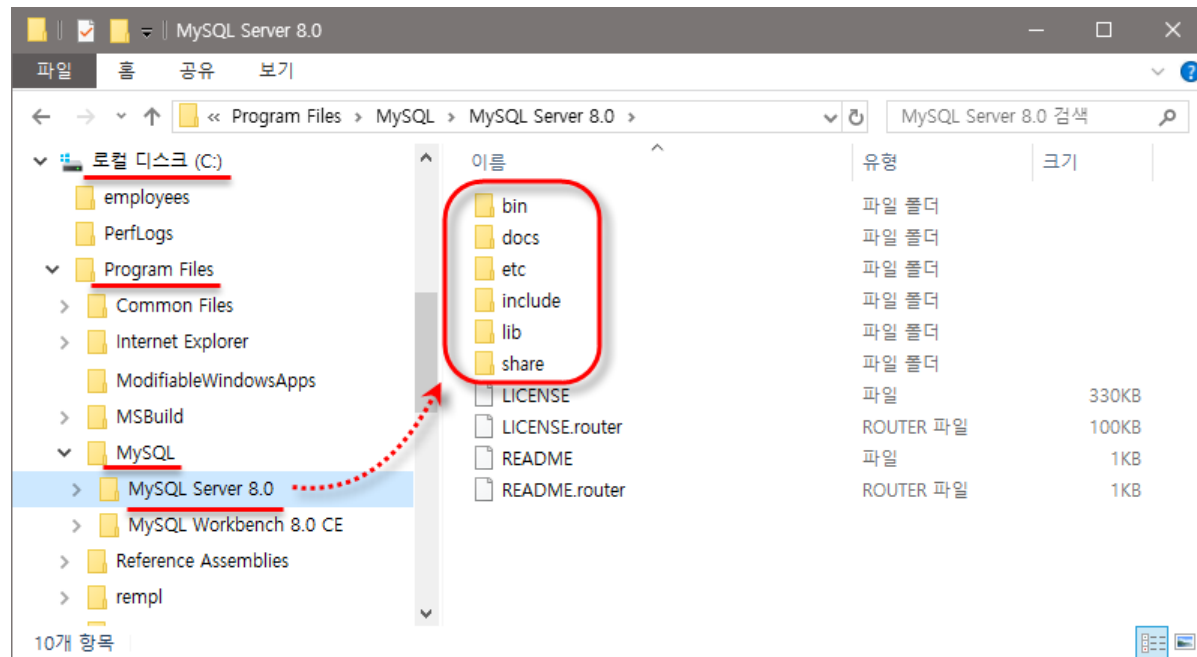 MySQL Server 8.0
파일 홈 공유 보기
« Program Files > MySQL > MySQL Server 8.0 >
MySQL Server 8.0 검색
로컬 디스크 (C:)
employees
PerfLogs
Program Files
Common Files
Internet Explorer
ModifiableWindowsApps
MSBuild
MySQL
MySQL Server 8.0
MySQL Workbench 8.0 CE
Reference Assemblies
rempl
이름 유형 크기
bin 파일 폴더
docs 파일 폴더
etc 파일 폴더
include 파일 폴더
lib 파일 폴더
share 파일 폴더
LICENSE 파일 330KB
LICENSE.router ROUTER 파일 100KB
README 파일 1KB
README.router ROUTER 파일 1KB
10개 항목